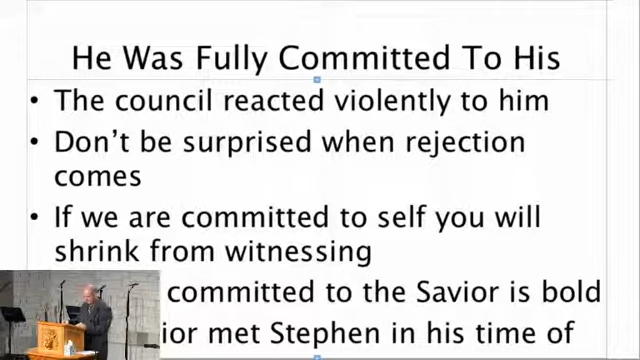 He Was Fully Committed To His
• The council reacted violently to him
• Don't be surprised when rejection
comes
• If we are committed to self you will
shrink from witnessing
committed to the Savior is bold
ior met Stephen in his time of